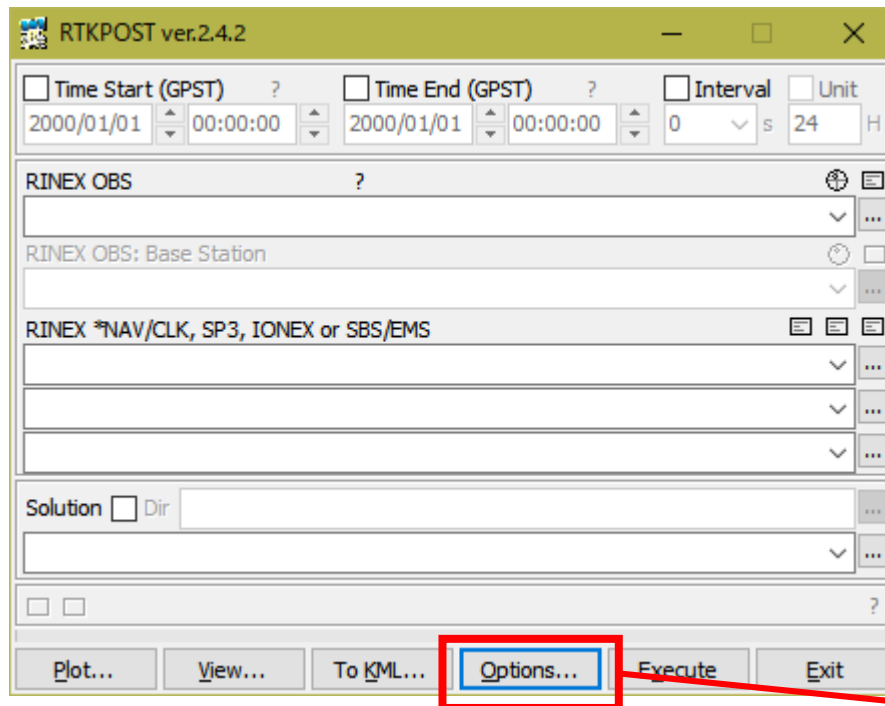 RTKPOST ver.2.4.2
Time Start (GPST) ? Time End (GPST) ? Interval Unit
2000/01/01 00:00:00 2000/01/01 00:00:00 0 s 24 H
RINEX OBS ?
...
RINEX OBS: Base Station
...
RINEX *NAV/CLK, SP3, IONEX or SBS/EMS
...
...
...
Solution Dir ...
...
?
Plot... View... To KML... Options... Execute Exit